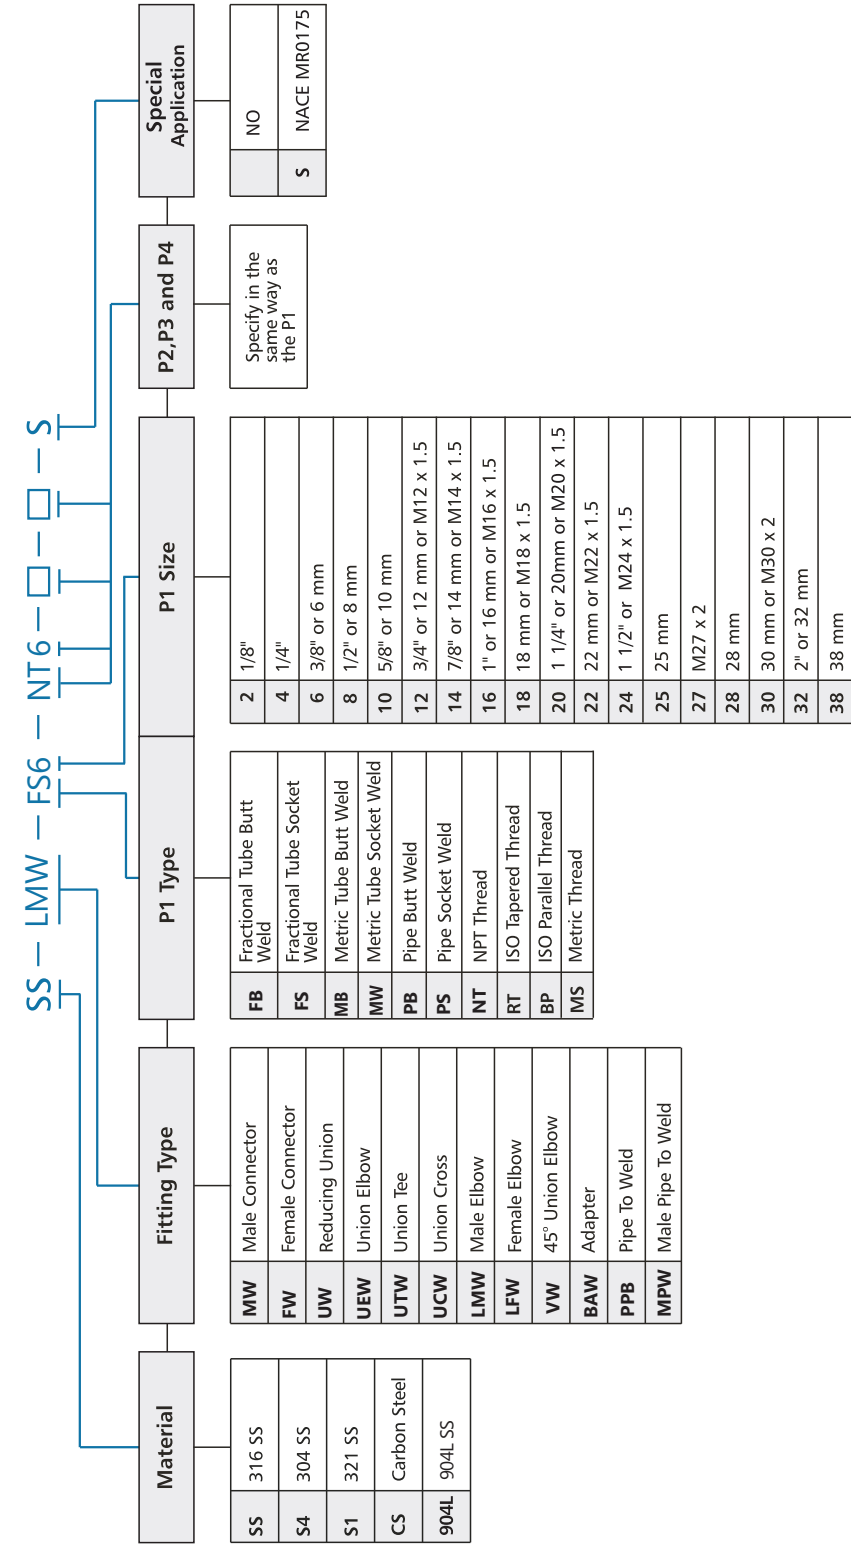 SS — LMW — FS6 — NT6 — □ — □ — S
Material
SS 316 SS
S4 304 SS
S1 321 SS
CS Carbon Steel
904L 904L SS
Fitting Type
MW Male Connector
FW Female Connector
UW Reducing Union
UEW Union Elbow
UTW Union Tee
UCW Union Cross
LMW Male Elbow
LFW Female Elbow
VW 45° Union Elbow
BAW Adapter
PPB Pipe To Weld
MPW Male Pipe To Weld
P1 Type
FB Fractional Tube Butt
Weld
FS Fractional Tube Socket
Weld
MB Metric Tube Butt Weld
MW Metric Tube Socket Weld
PB Pipe Butt Weld
PS Pipe Socket Weld
NT NPT Thread
RT ISO Tapered Thread
BP ISO Parallel Thread
MS Metric Thread
P1 Size
2 1/8"
4 1/4"
6 3/8" or 6 mm
8 1/2" or 8 mm
10 5/8" or 10 mm
12 3/4" or 12 mm or M12 x 1.5
14 7/8" or 14 mm or M14 x 1.5
16 1" or 16 mm or M16 x 1.5
18 18 mm or M18 x 1.5
20 1 1/4" or 20mm or M20 x 1.5
22 22 mm or M22 x 1.5
24 1 1/2" or M24 x 1.5
25 25 mm
27 M27 x 2
28 28 mm
30 30 mm or M30 x 2
32 2" or 32 mm
38 38 mm
P2,P3 and P4
Specify in the
same way as
the P1
Special
Application
NO
S NACE MR0175